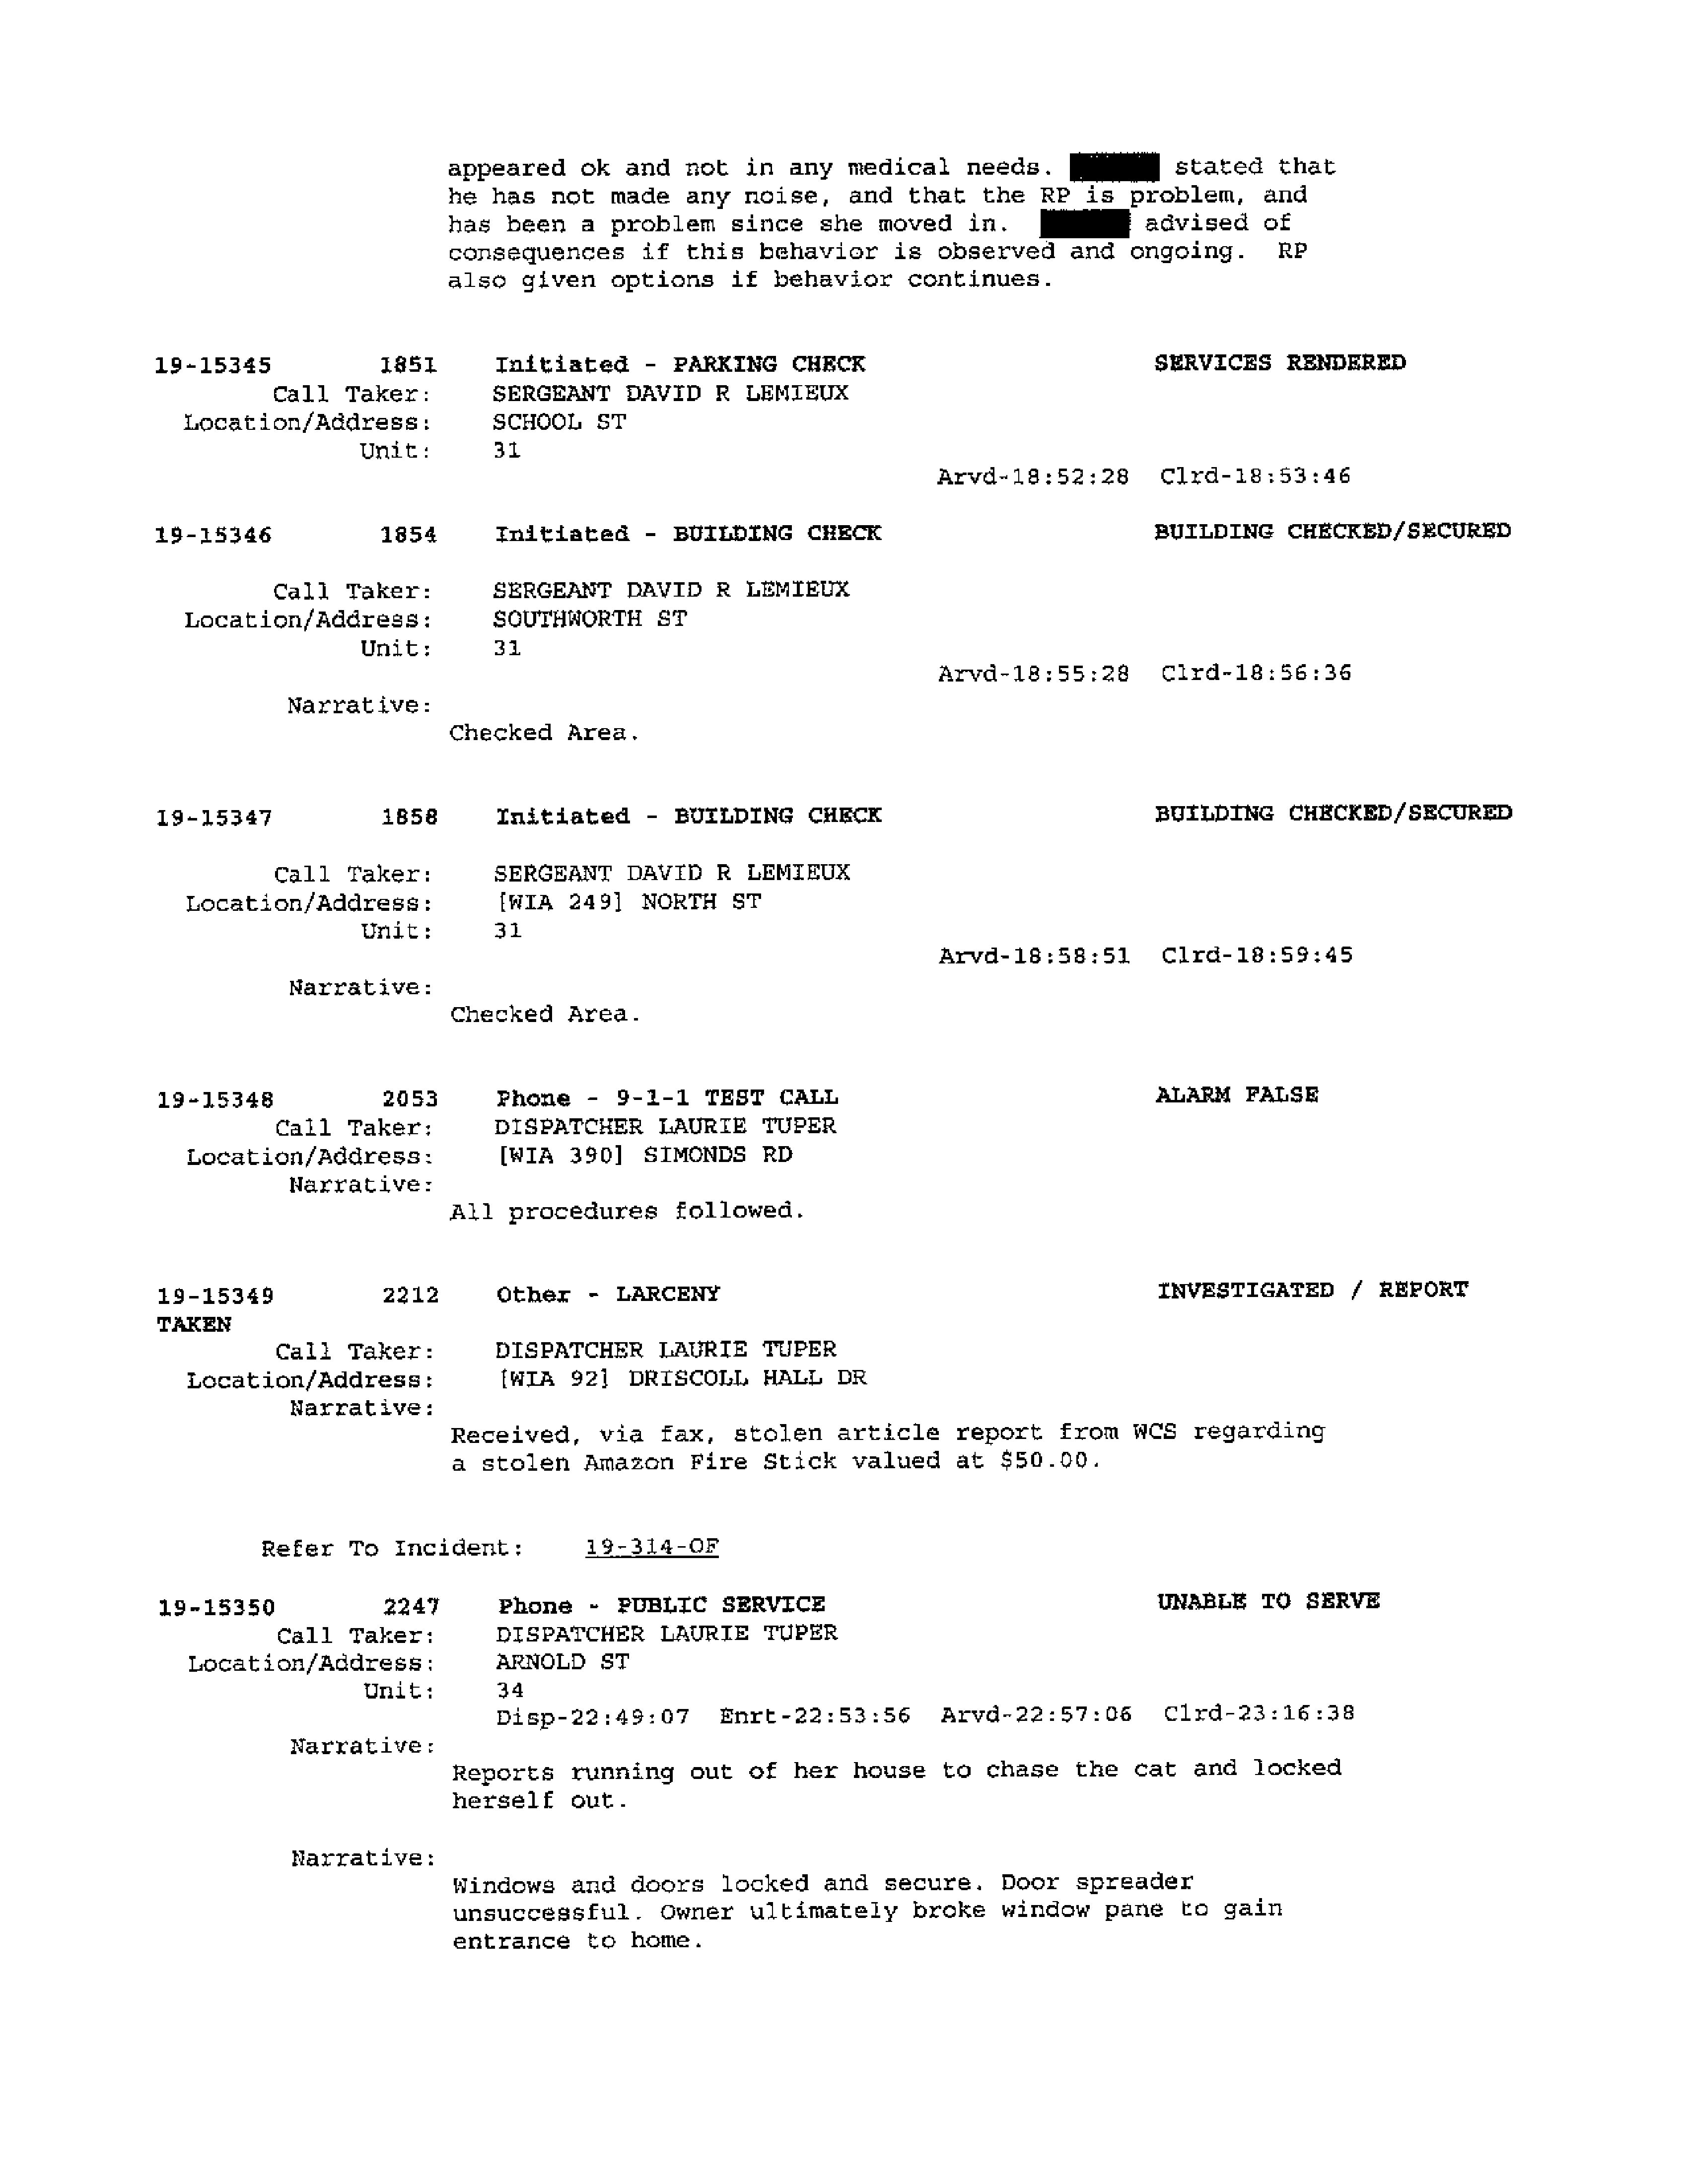 appeared ok and not in any medical needs. stated that
he has not made any noise, and that the RP is problem, and
has been a problem since she moved in. advised of
consequences if this behavior is observed and ongoing. RP
also given options if behavior continues.
19-15345 1851 Initiated - PARKING CHECK SERVICES RENDERED
Call Taker: SERGEANT DAVID R LEMIEUX
Location/Address: SCHOOL ST
Unit: 31
Arvd-18:52:28 Clrd-18:53:46
19-15346 1854 Initiated - BUILDING CHECK BUILDING CHECKED/SECURED
Call Taker: SERGEANT DAVID R LEMIEUX
Location/Address: SOUTHWORTH ST
Unit: 31
Arvd-18:55:28 Clrd-18:56:36
Narrative:
Checked Area.
19-15347 1858 Initiated - BUILDING CHECK BUILDING CHECKED/SECURED
Call Taker: SERGEANT DAVID R LEMIEUX
Location/Address: [WIA 249] NORTH ST
Unit: 31
Arvd-18:58:51 Clrd-18:59:45
Narrative:
Checked Area.
19-15348 2053 Phone - 9-1-1 TEST CALL ALARM FALSE
Call Taker: DISPATCHER LAURIE TUPER
Location/Address: [WIA 390] SIMONDS RD
Narrative:
All procedures followed.
19-15349 2212 Other - LARCENY INVESTIGATED / REPORT
TAKEN
Call Taker: DISPATCHER LAURIE TUPER
Location/Address: [WIA 92] DRISCOLL HALL DR
Narrative:
Received, via fax, stolen article report from WCS regarding
a stolen Amazon Fire Stick valued at $50.00.
Refer To Incident: 19-314-OF
19-15350 2247 Phone - PUBLIC SERVICE UNABLE TO SERVE
Call Taker: DISPATCHER LAURIE TUPER
Location/Address: ARNOLD ST
Unit: 34
Disp-22:49:07 Enrt-22:53:56 Arvd-22:57:06 Clrd-23:16:38
Narrative:
Reports running out of her house to chase the cat and locked
herself out.
Narrative:
Windows and doors locked and secure. Door spreader
unsuccessful. Owner ultimately broke window pane to gain
entrance to home.